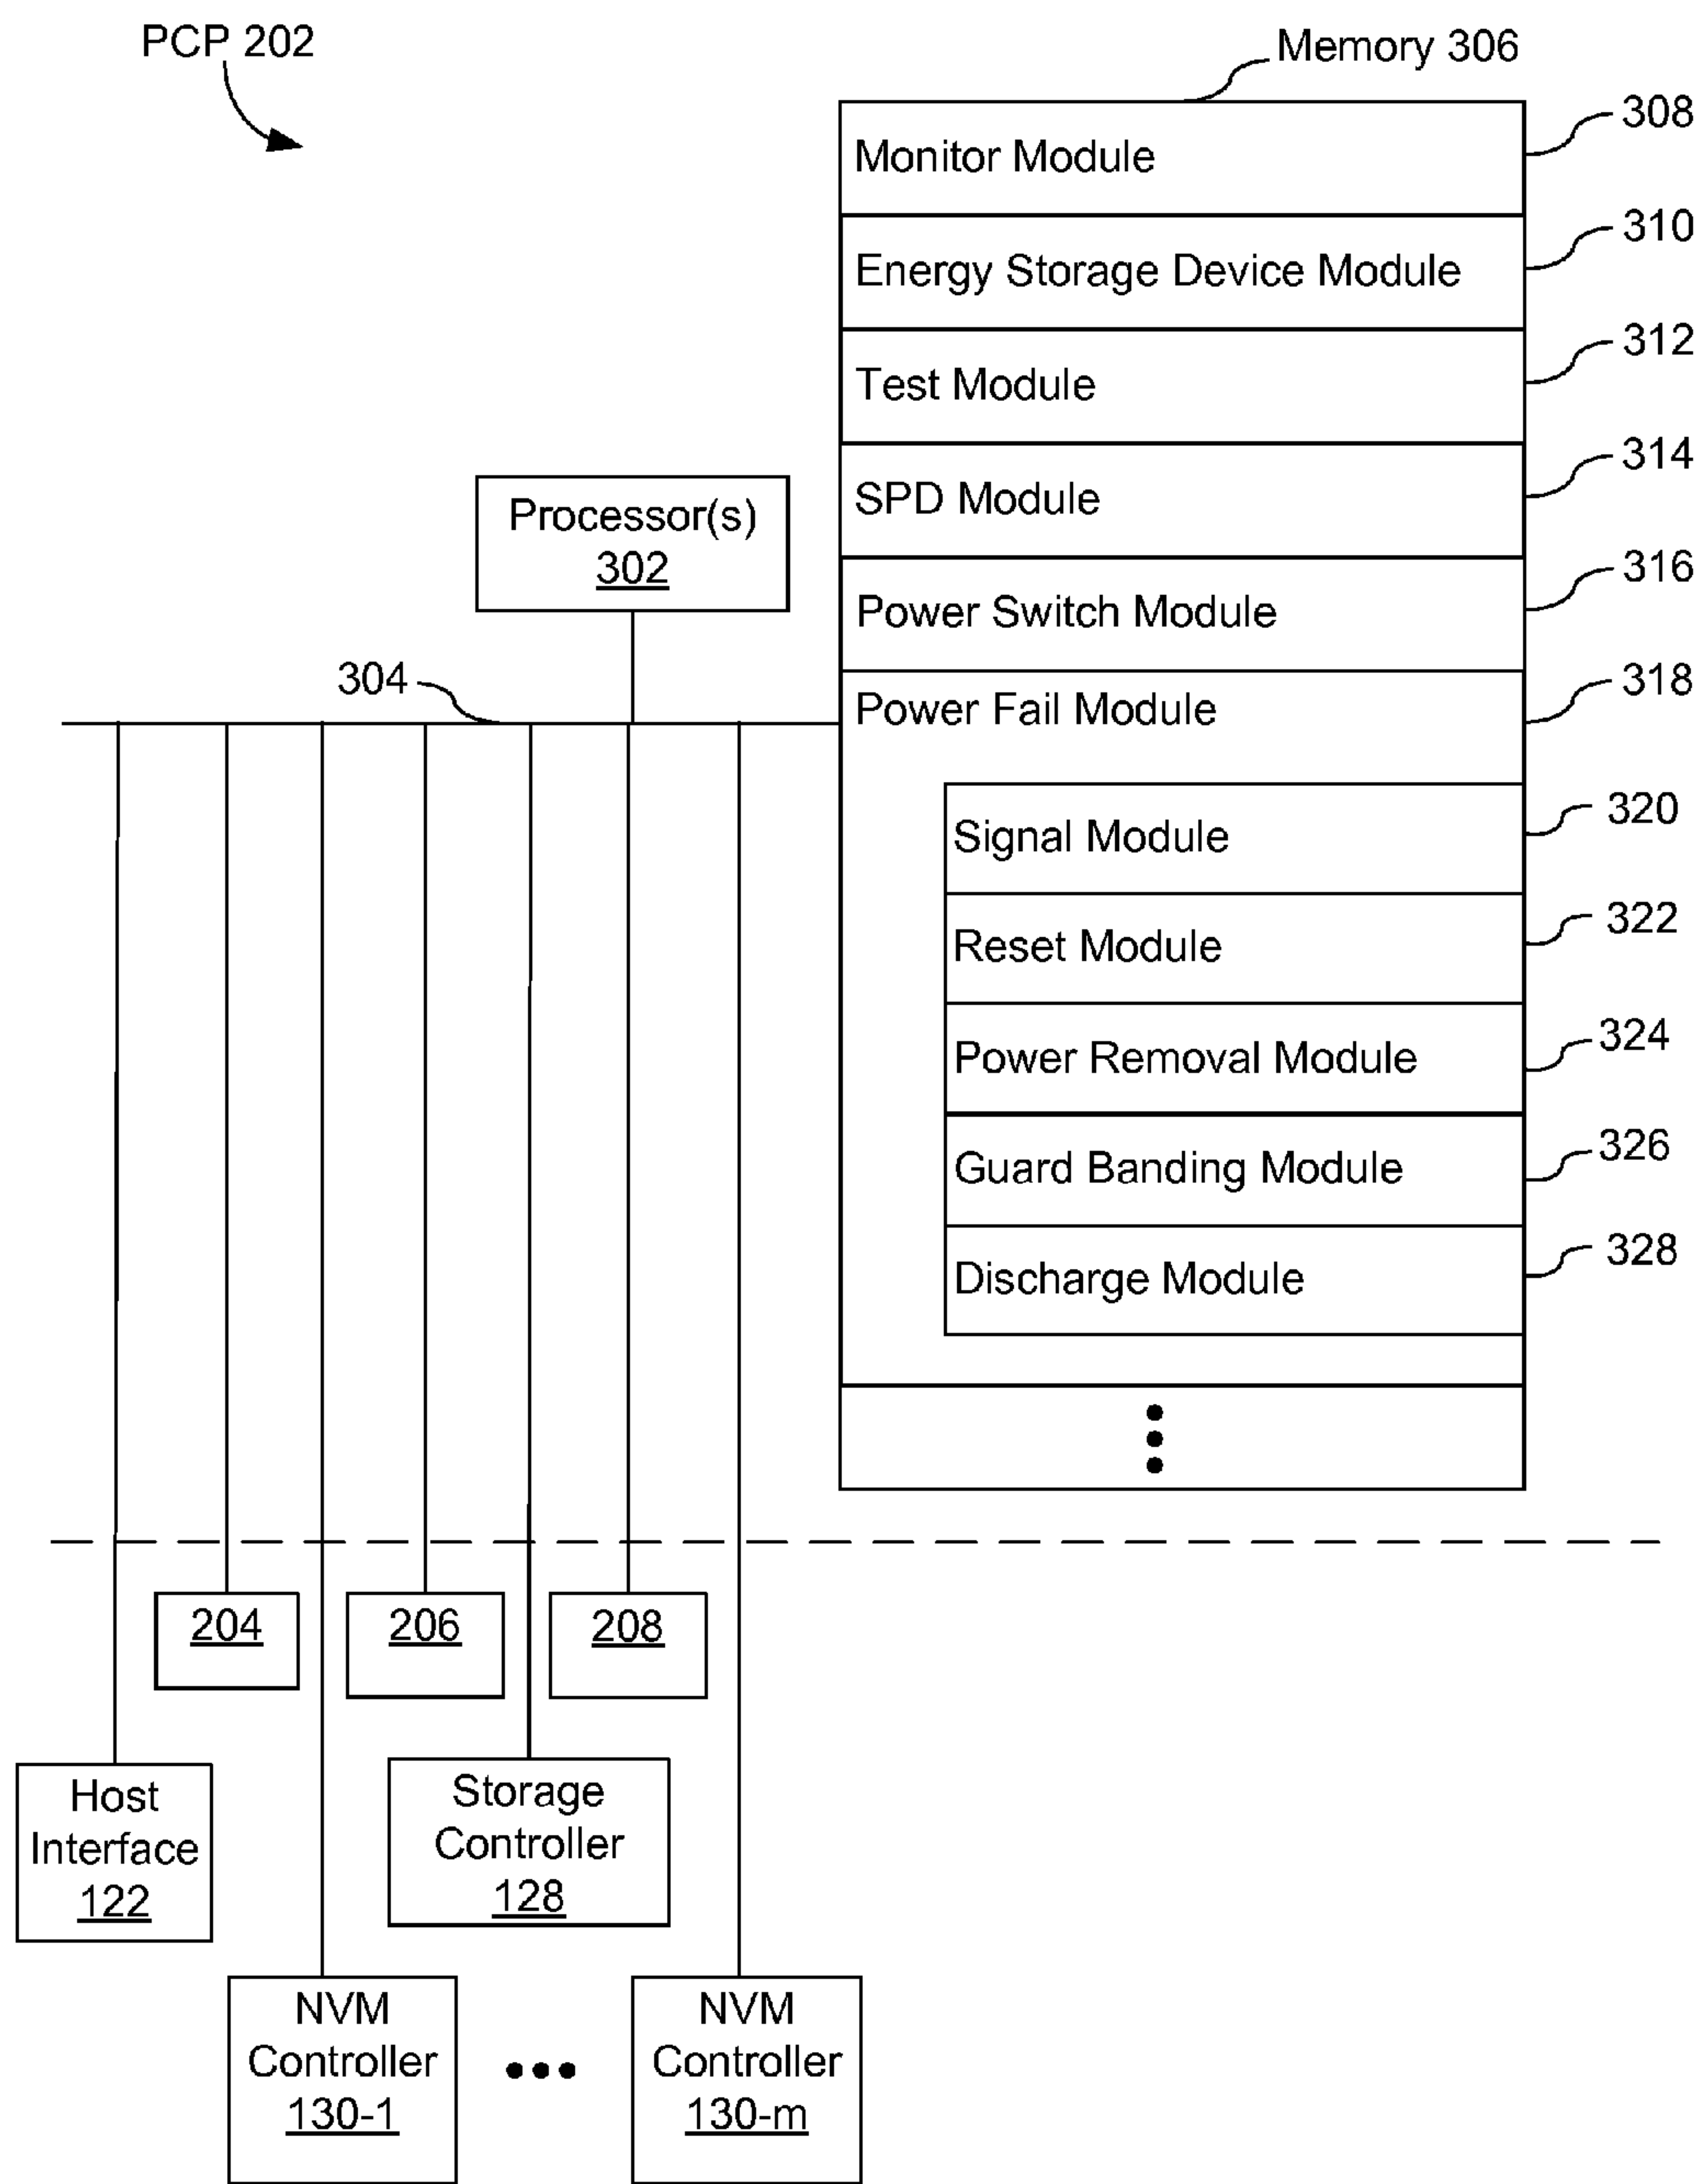 PCP 202
Memory 306
Monitor Module
308
Energy Storage Device Module
310
Test Module
312
SPD Module
314
Processor(s)
302
Power Switch Module
316
304
Power Fail Module
318
Signal Module
320
Reset Module
322
Power Removal Module
324
Guard Banding Module
326
Discharge Module
328
204
206
208
Host
Interface
122
Storage
Controller
128
NVM
Controller
130-1
NVM
Controller
130-m